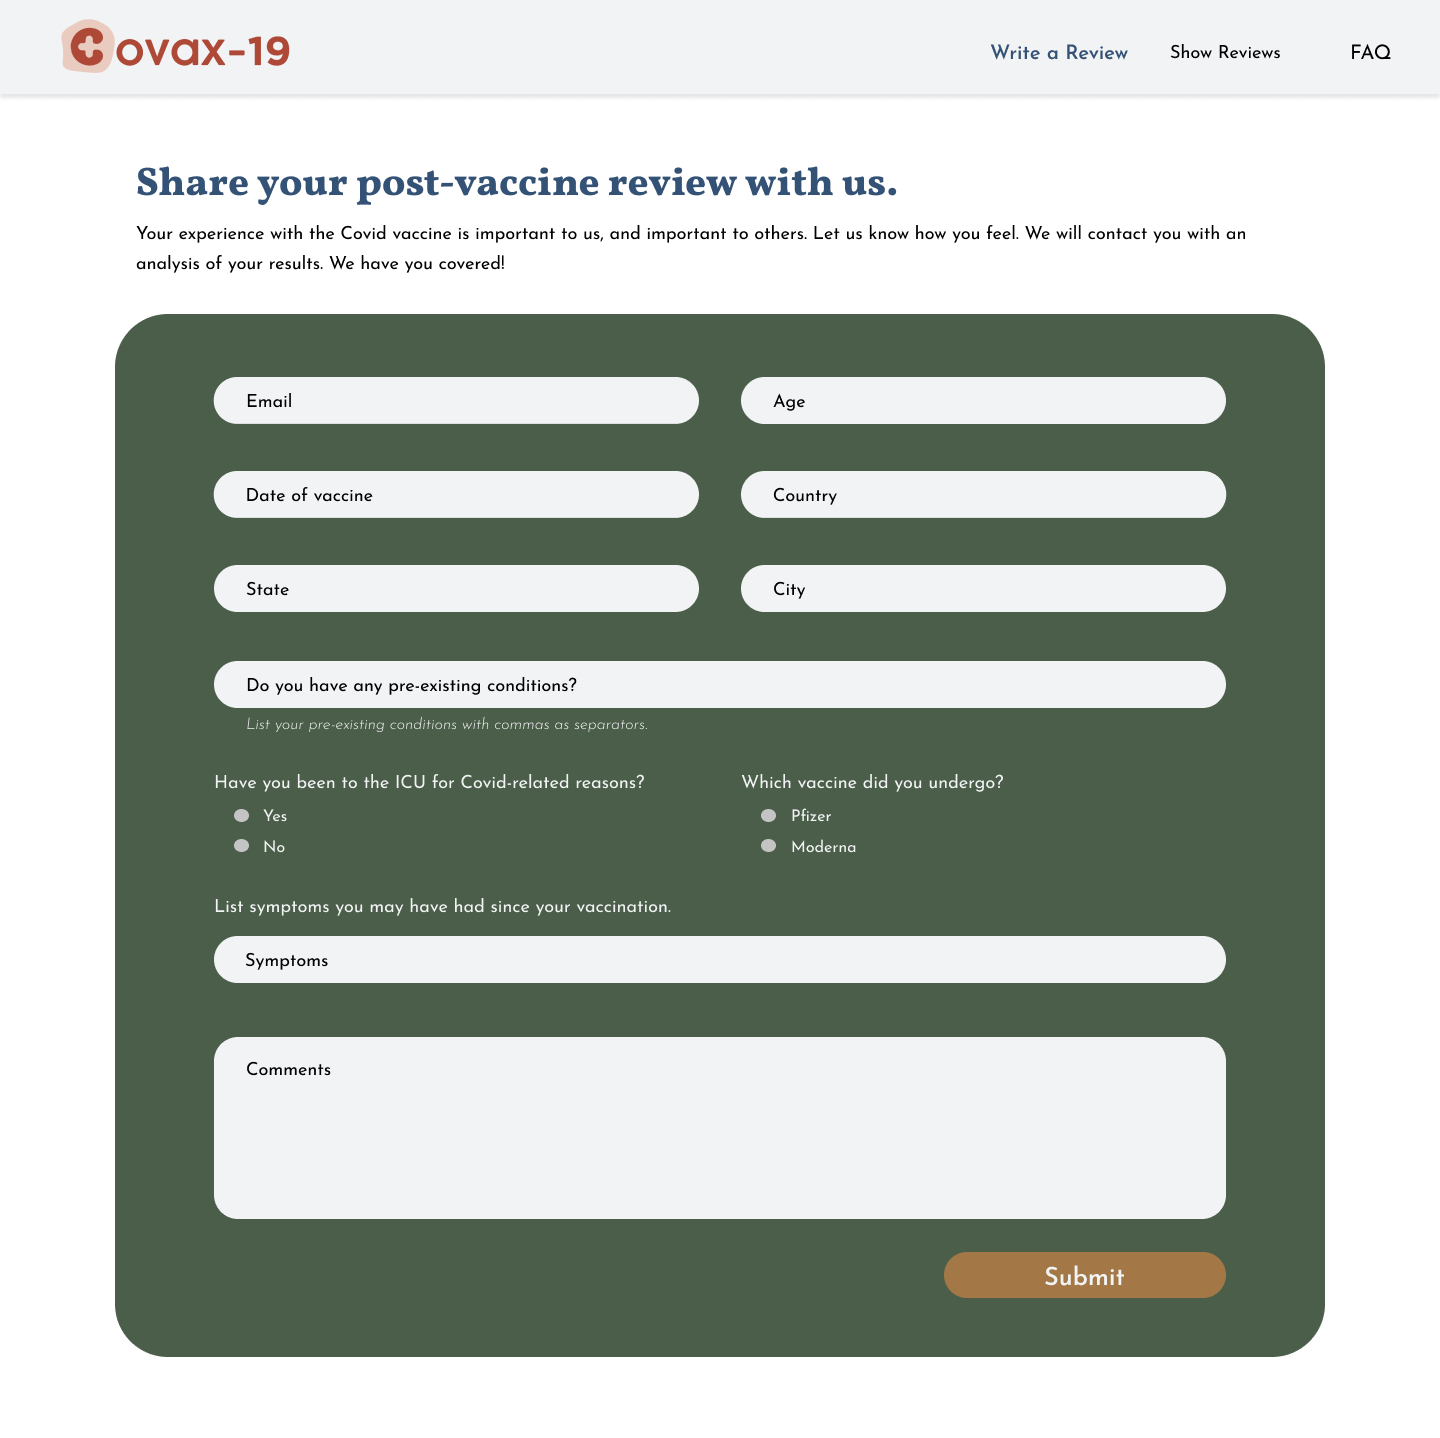 Covax-19
Write a Review
Show Reviews
FAQ
Share your post-vaccine review with us.
Your experience with the Covid vaccine is important to us, and important to others. Let us know how you feel. We will contact you with an
analysis of your results. We have you covered!
Email
Age
Date of vaccine
Country
State
City
Do you have any pre-existing conditions?
List your pre-existing conditions with commas as separators.
Have you been to the ICU for Covid-related reasons?
Yes
No
Which vaccine did you undergo?
Pfizer
Moderna
List symptoms you may have had since your vaccination.
Symptoms
Comments
Submit